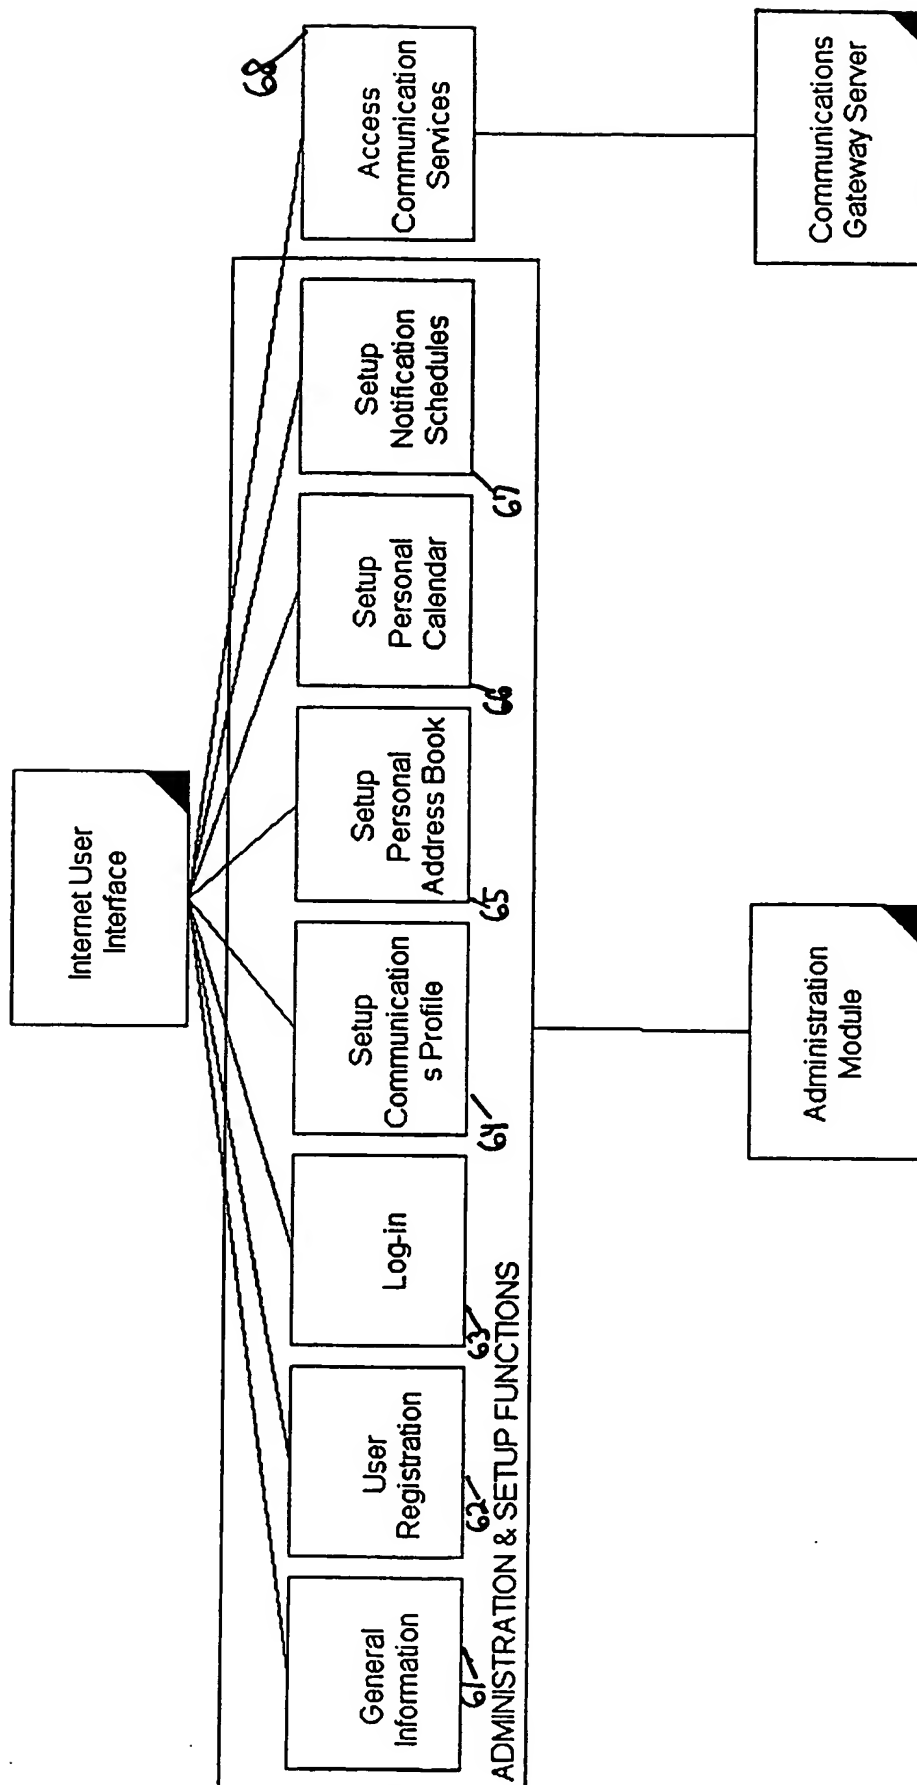 Internet User
Interface
68
General
Information
User
Registration
Log-in
Setup
Communication
s Profile
Setup
Personal
Address Book
Setup
Personal
Calendar
Setup
Notification
Schedules
Access
Communication
Services
61
62
63
64
65
66
67
ADMINISTRATION & SETUP FUNCTIONS
Administration
Module
Communications
Gateway Server